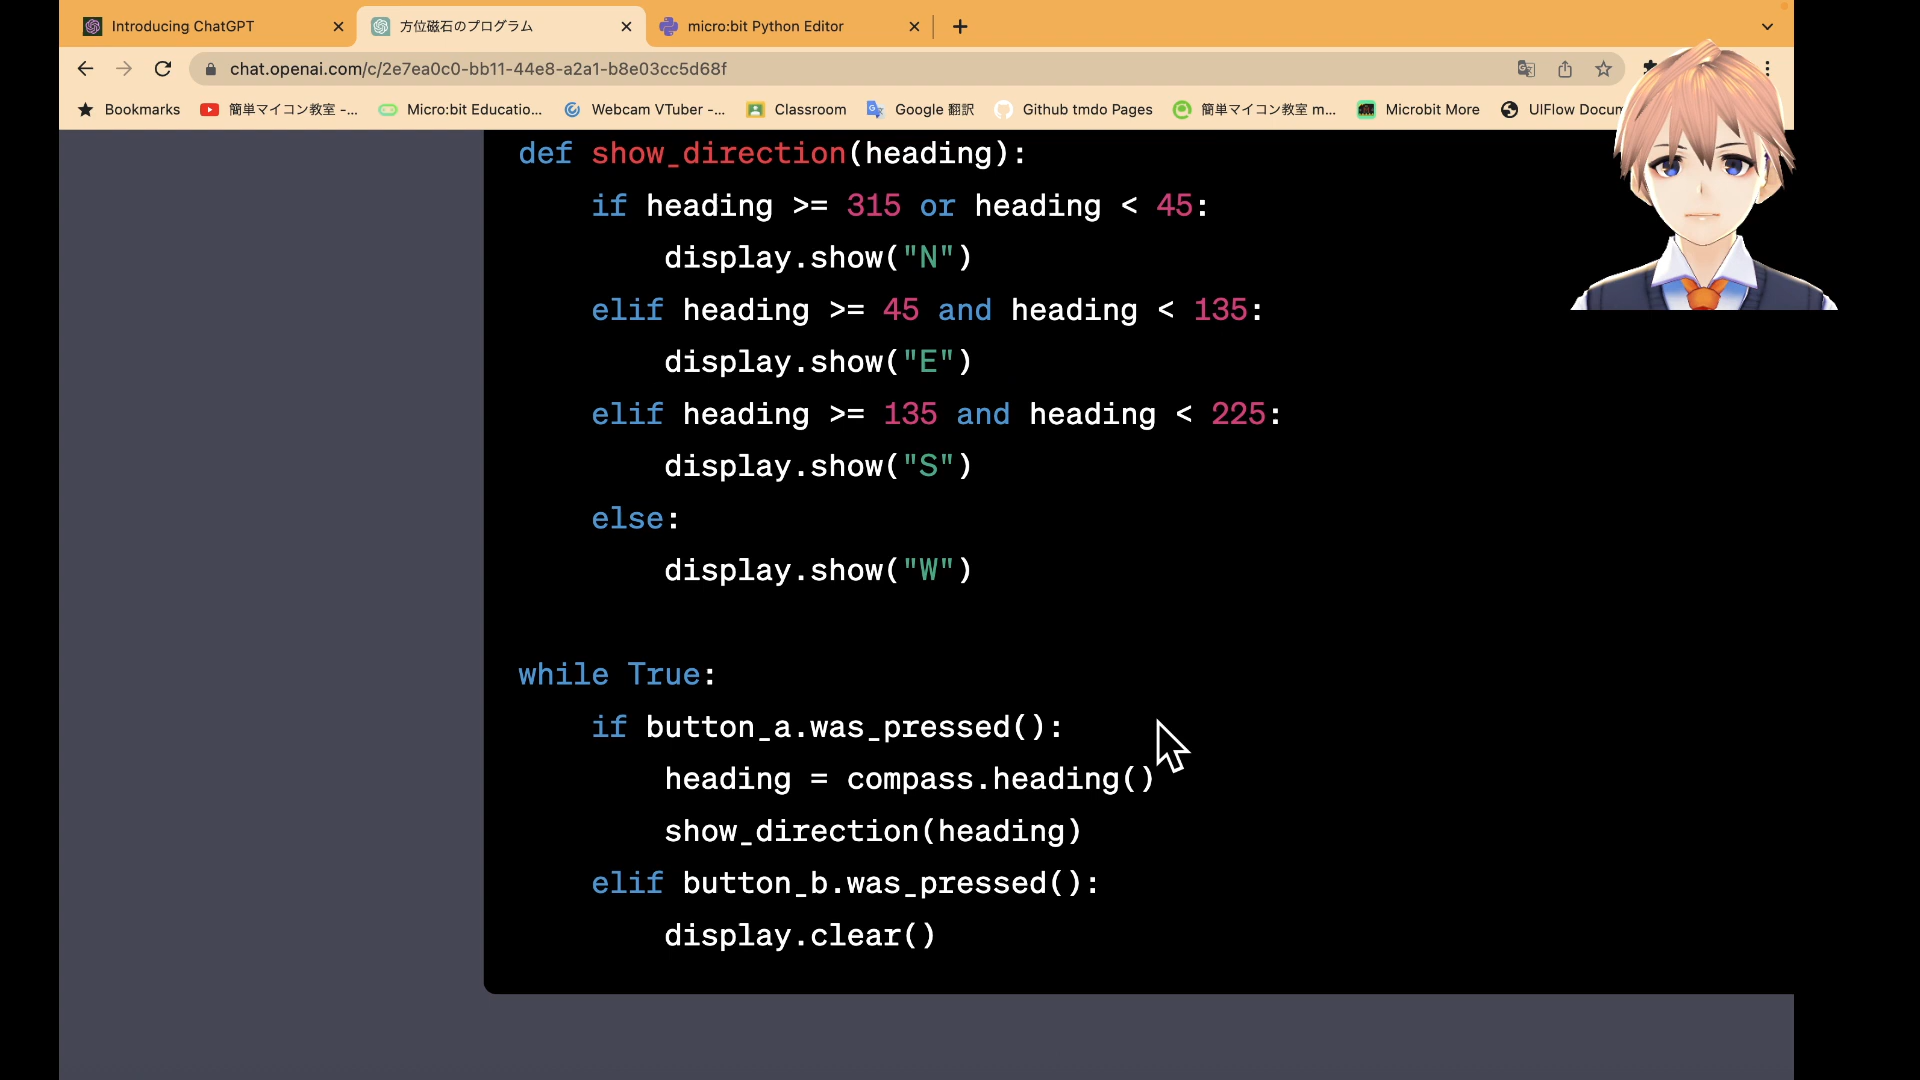 Introducing ChatGPT
方位磁石のプログラム
micro:bit Python Editor
chat.openai.com/c/2e7ea0c0-bb11-44e8-a2a1-b8e03cc5d68f
Bookmarks
簡単マイコン教室 -...
Micro:bit Educatio...
Webcam VTuber -...
Classroom
Google 翻訳
Github tmdo Pages
簡単マイコン教室 m...
Microbit More
UIFlow Docum
def show_direction(heading):
if heading >= 315 or heading < 45:
display.show("N")
elif heading >= 45 and heading < 135:
display.show("E")
elif heading >= 135 and heading < 225:
display.show("S")
else:
display.show("W")
while True:
if button_a.was_pressed():
heading = compass.heading()
show_direction(heading)
elif button_b.was_pressed():
display.clear()